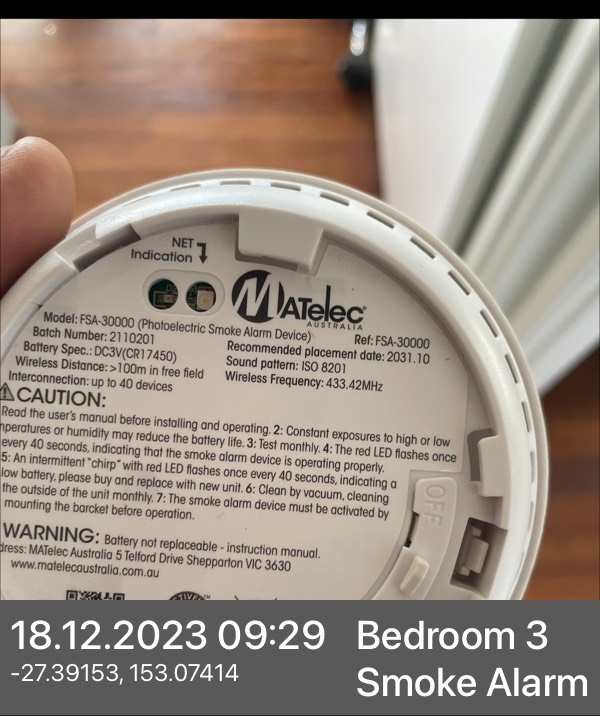 NET
Indication
MATelec®
AUSTRALIA
Model: FSA-30000 (Photoelectric Smoke Alarm Device)
Ref: FSA-30000
Batch Number: 2110201
Recommended placement date: 2031.10
Battery Spec.: DC3V(CR17450)
Sound pattern: ISO 8201
Wireless Distance: >100m in free field
Wireless Frequency: 433.42MHz
Interconnection: up to 40 devices
CAUTION:
Read the user's manual before installing and operating. 2: Constant exposures to high or low
mperatures or humidity may reduce the battery life. 3: Test monthly. 4: The red LED flashes once
every 40 seconds, indicating that the smoke alarm device is operating properly.
5: An intermittent "chirp" with red LED flashes once every 40 seconds, indicating a
low battery, please buy and replace with new unit. 6: Clean by vacuum, cleaning
the outside of the unit monthly. 7: The smoke alarm device must be activated by
mounting the barcket before operation.
OFF
WARNING: Battery not replaceable - instruction manual.
dress: MATelec Australia 5 Telford Drive Shepparton VIC 3630
www.matelecaustralia.com.au
18.12.2023 09:29
-27.39153, 153.07414
Bedroom 3
Smoke Alarm